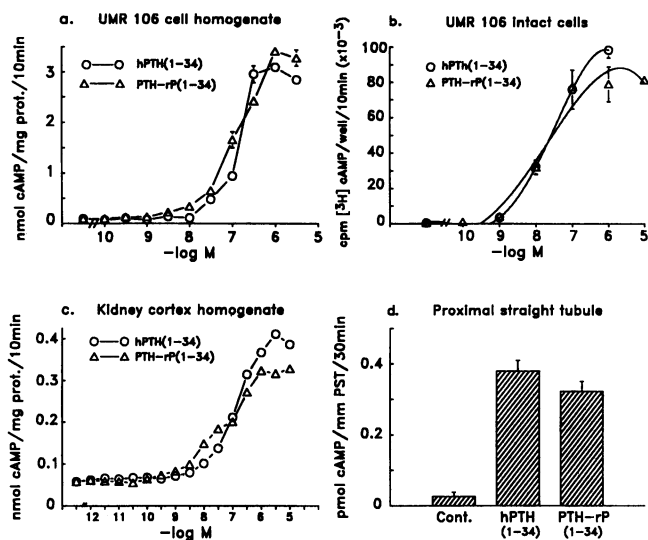 a. UMR 106 cell homogenate
nmol cAMP/mg prot./10min
3
2
1
0
hPTH(1-34)
PTH-rP(1-34)
10 9 8 7 6 5
-log M
b. UMR 106 intact cells
cpm [³H] cAMP/well/10min (x10⁻³)
100
80
60
40
20
0
hPTh(1-34)
PTH-rP(1-34)
10 9 8 7 6 5
-log M
c. Kidney cortex homogenate
nmol cAMP/mg prot./10min
0.4
0.3
0.2
0.1
0
hPTH(1-34)
PTH-rP(1-34)
12 11 10 9 8 7 6 5
-log M
d. Proximal straight tubule
pmol cAMP/mm PST/30min
0.4
0.2
0
Cont. hPTH PTH-rP
(1-34) (1-34)